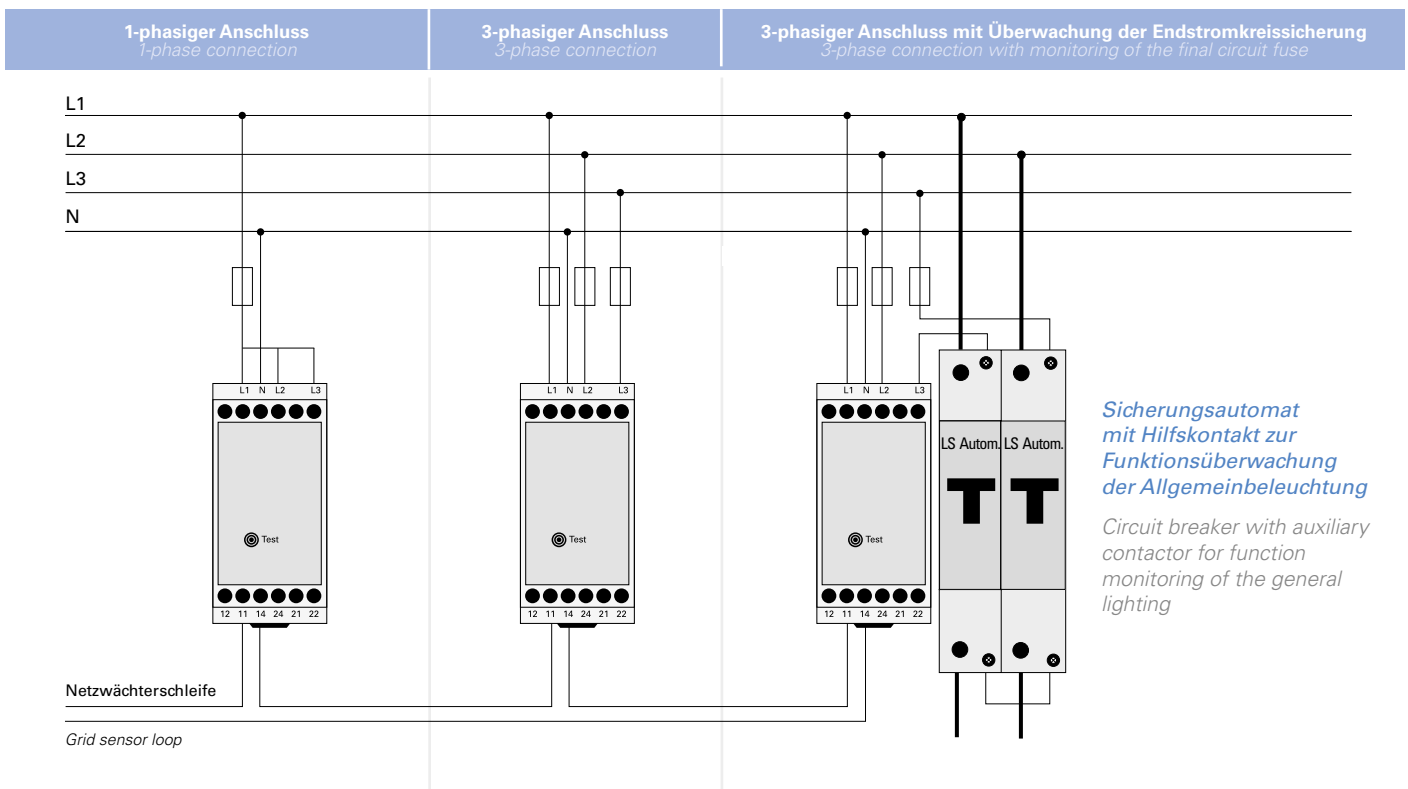 1-phasiger Anschluss
1-phase connection
3-phasiger Anschluss
3-phase connection
3-phasiger Anschluss mit Überwachung der Endstromkreissicherung
3-phase connection with monitoring of the final circuit fuse
L1
L2
L3
N
L1 N L2 L3
Test
12 11 14 24 21 22
L1 N L2 L3
Test
12 11 14 24 21 22
L1 N L2 L3
Test
12 11 14 24 21 22
LS Autom.
LS Autom.
Sicherungsautomat
mit Hilfskontakt zur
Funktionsüberwachung
der Allgemeinbeleuchtung
Circuit breaker with auxiliary
contactor for function
monitoring of the general
lighting
Netzwächterschleife
Grid sensor loop